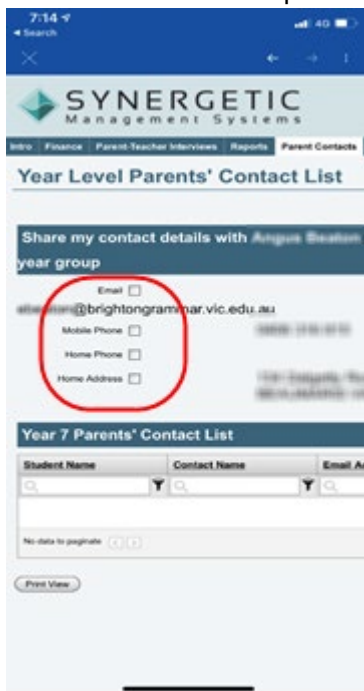 7:14
Search
4G
SYNERGETIC
Management Systems
Intro Finance Parent-Teacher Interviews Reports Parent Contacts
Year Level Parents' Contact List
Share my contact details with
year group
Email
@brightongrammar.vic.edu.au
Mobile Phone
Home Phone
Home Address
Year 7 Parents' Contact List
Student Name Contact Name Email
No data to paginate
Print View